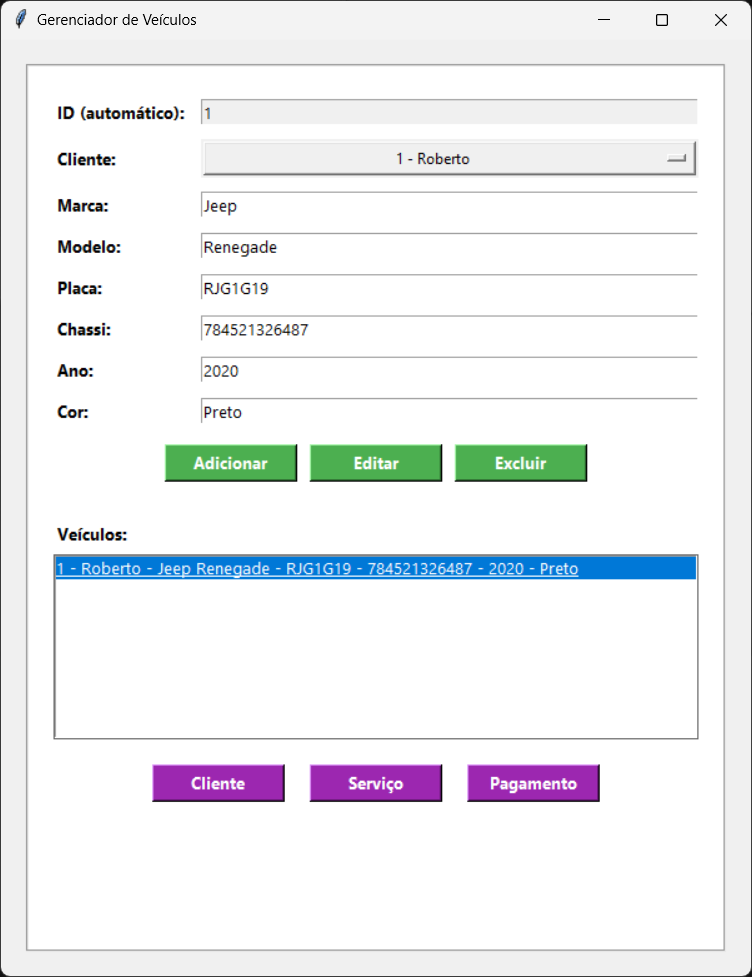 Gerenciador de Veículos
ID (automático): 1
Cliente: 1 - Roberto
Marca: Jeep
Modelo: Renegade
Placa: RJG1G19
Chassi: 784521326487
Ano: 2020
Cor: Preto
Adicionar Editar Excluir
Veículos:
1 - Roberto - Jeep Renegade - RJG1G19 - 784521326487 - 2020 - Preto
Cliente Serviço Pagamento